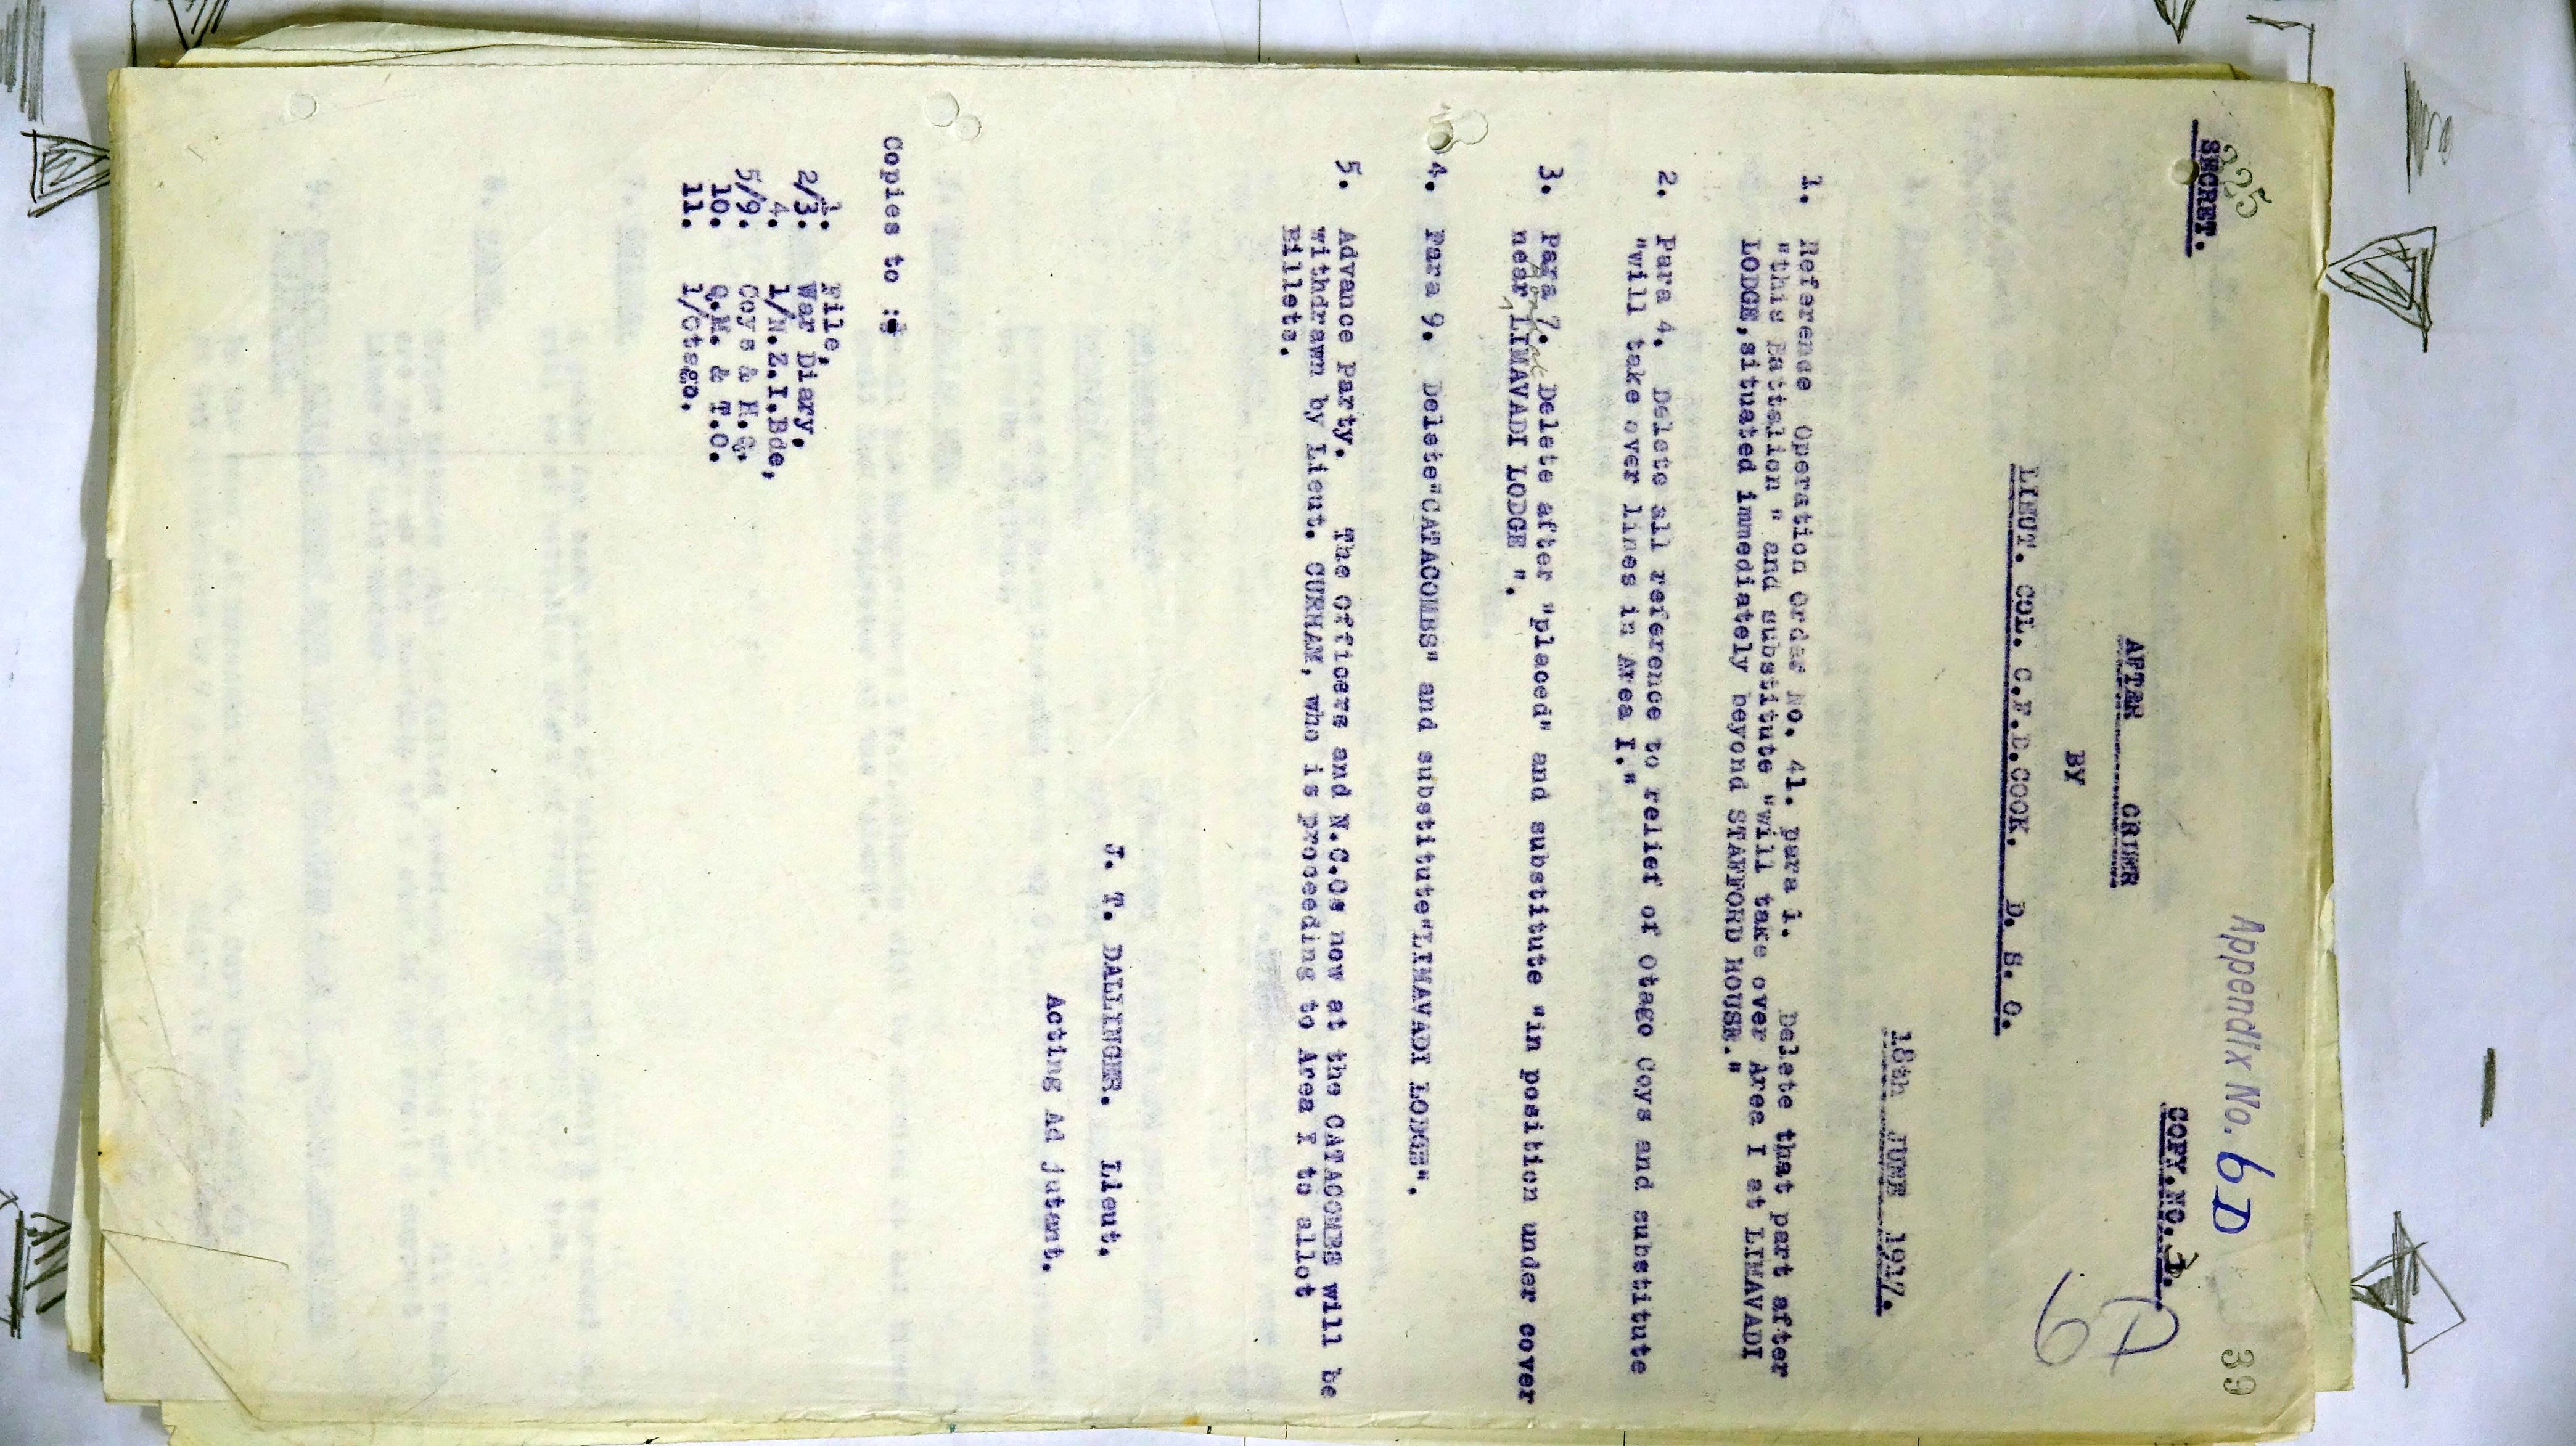 325
SECRET.
Appendix No. 6D
39
COPY.NO. 1.
AFTER ORDER
BY
LIEUT. COL. C.F.D.COOK. D. S. O.
18th JUNE 1917.
1. Reference Operation Order No. 41. para 1. Delete that part after
"this Battalion " and substitute "will take over Area I at LIMAVADI
LODGE,situated immediately beyond STAFFORD HOUSE."
2. Para 4. Delete all reference to relief of Otago Coys and substitute
"will take over lines in Area I."
3. Para 7. Delete after "placed" and substitute "in position under cover
near LIMAVADI LODGE ".
4. Para 9. Delete"CATACOMBS" and substitute"LIMAVADI LODGE".
5. Advance Party. The Officers and N.C.Os now at the CATACOMBS will be
withdrawn by Lieut. CURHAM, who is proceeding to Area I to allot
Billets.
J. T. DALLINGER. Lieut.
Acting Adjutant.
Copies to :
1. File,
2/3. War Diary.
4. 1/N.Z.I.Bde,
5/9. Coys & H.Q.
10. Q.M. & T.O.
11. 1/Otago.